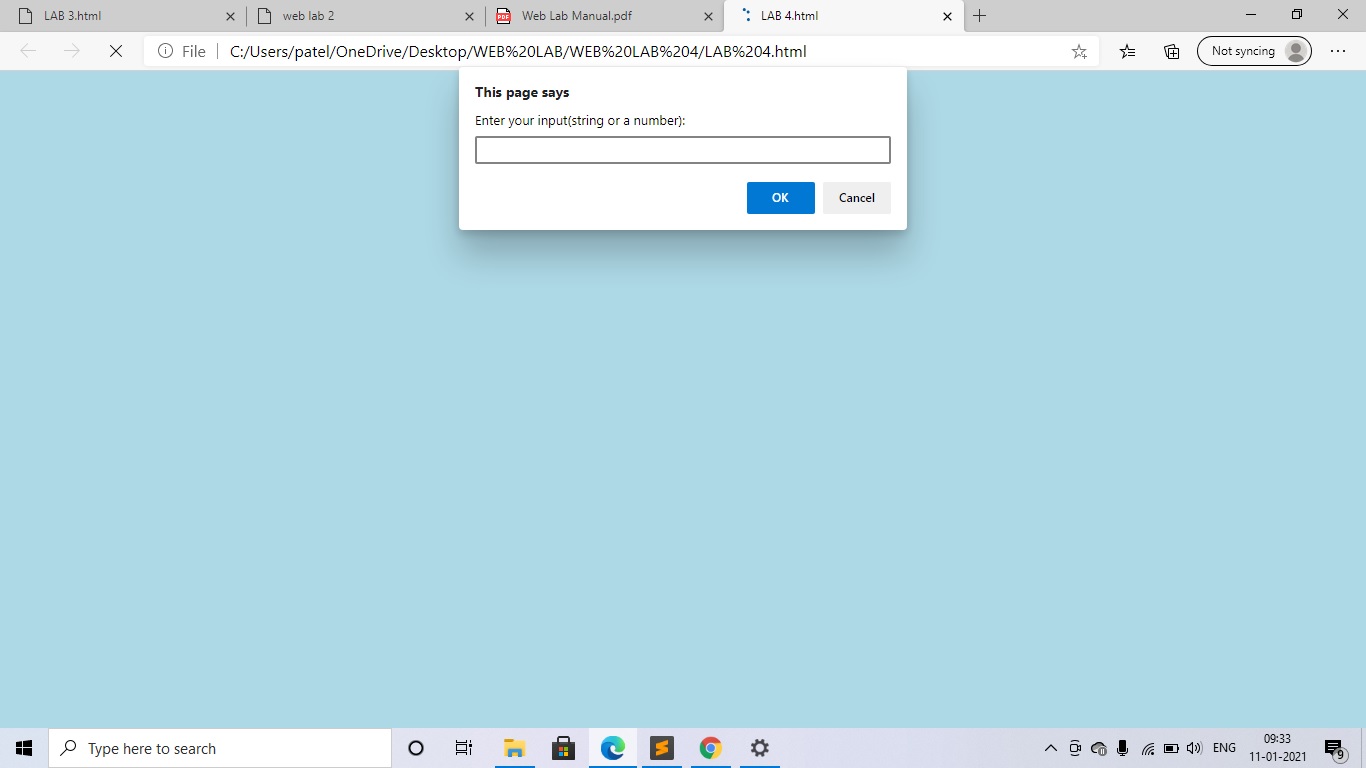 LAB 3.html
web lab 2
PDF
Web Lab Manual.pdf
LAB 4.html
File
C:/Users/patel/OneDrive/Desktop/WEB%20LAB/WEB%20LAB%204/LAB%204.html
Not syncing
This page says
Enter your input(string or a number):
OK
Cancel
Type here to search
ENG
09:33
11-01-2021
9